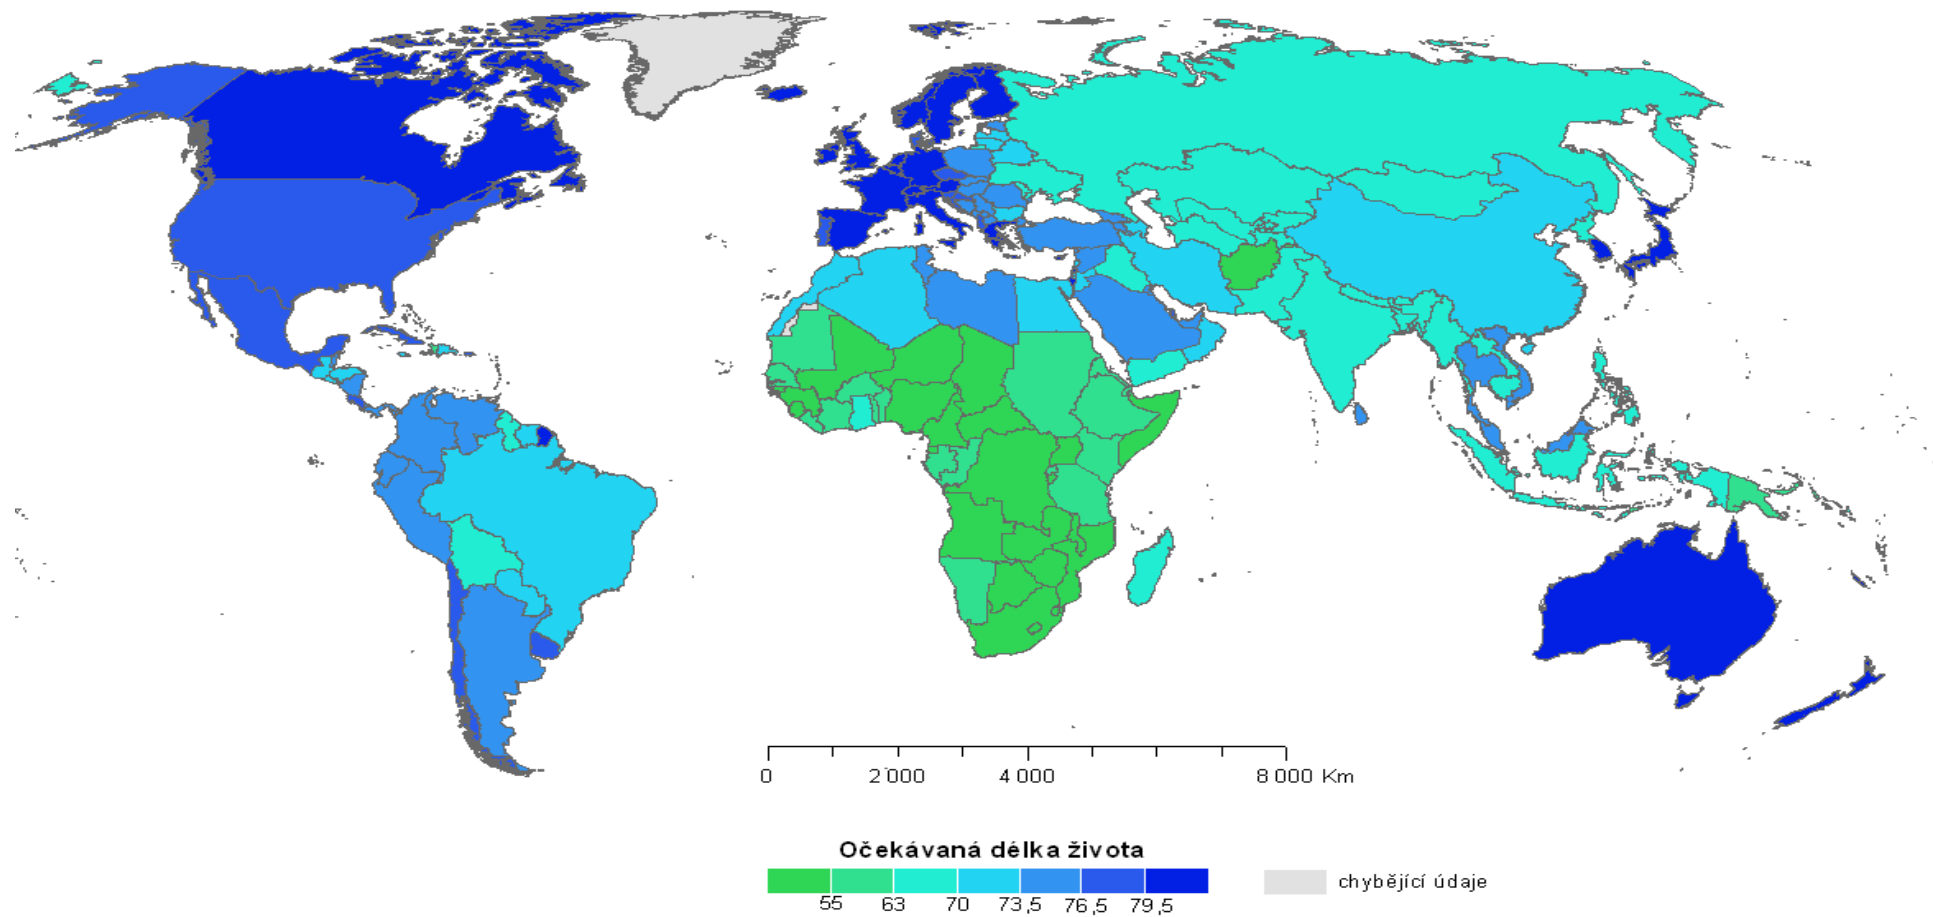 0 2 000 4 000 8 000 Km
Očekávaná délka života
55 63 70 73,5 76,5 79,5
chybějící údaje